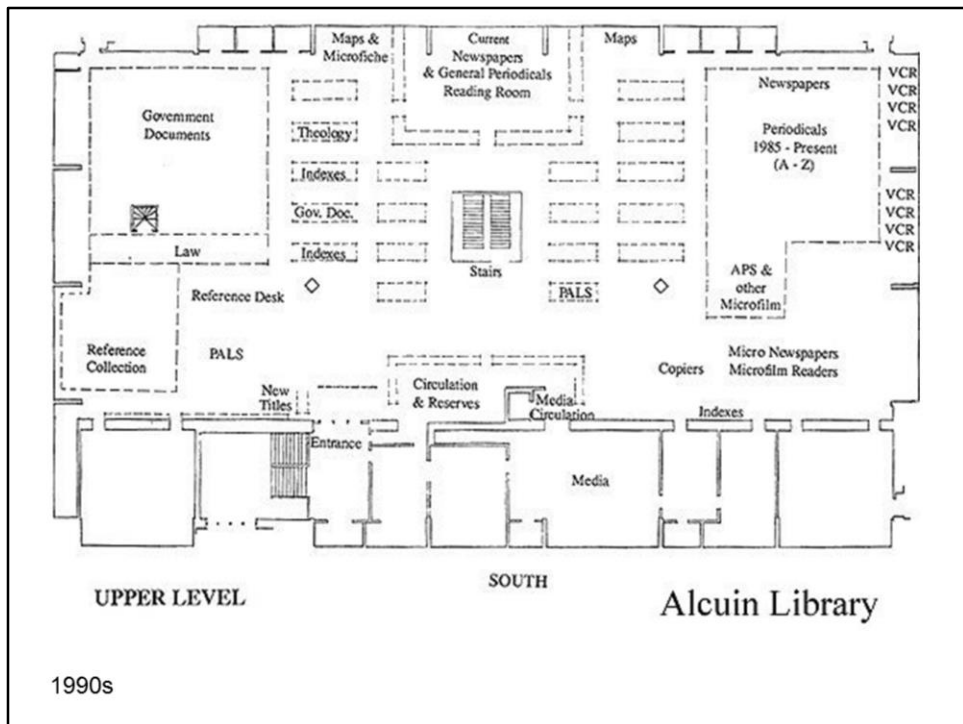 Maps &
Microfiche
Current
Newspapers
& General Periodicals
Reading Room
Maps
Government
Documents
Theology
Indexes
Gov. Doc.
Indexes
Law
Stairs
Newspapers
Periodicals
1985 - Present
(A - Z)
VCR
VCR
VCR
VCR
VCR
VCR
VCR
VCR
APS &
other
Microfilm
Reference Desk
PALS
Reference
Collection
PALS
New
Titles
Circulation
& Reserves
Media
Circulation
Copiers
Micro Newspapers
Microfilm Readers
Indexes
Entrance
Media
UPPER LEVEL
SOUTH
Alcuin Library
1990s